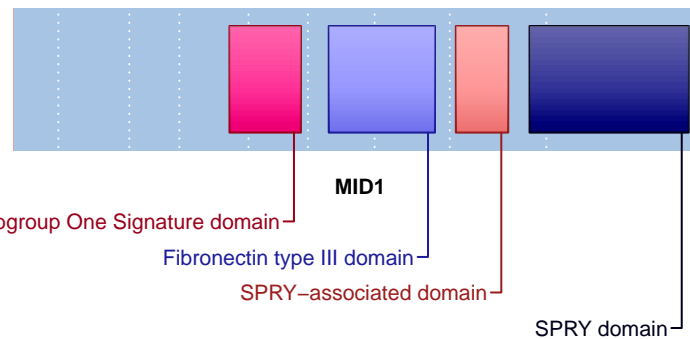 MID1
ogroup One Signature domain
Fibronectin type III domain
SPRY−associated domain
SPRY domain